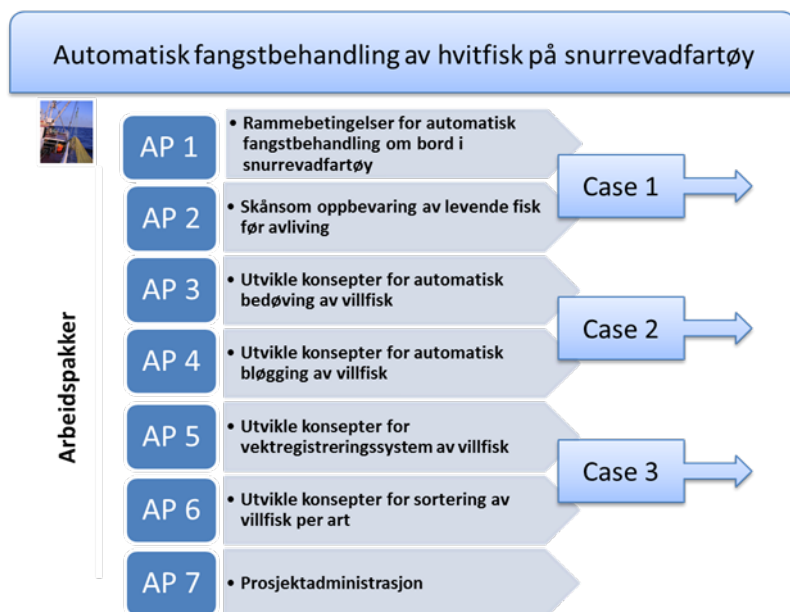 Automatisk fangstbehandling av hvitfisk på snurrevadfartøy
Arbeidspakker
AP 1
• Rammebetingelser for automatisk
fangstbehandling om bord i
snurrevadfartøy
AP 2
• Skånsom oppbevaring av levende fisk
før avliving
Case 1
AP 3
• Utvikle konsepter for automatisk
bedøving av villfisk
AP 4
• Utvikle konsepter for automatisk
bløgging av villfisk
Case 2
AP 5
• Utvikle konsepter for
vektregistreringssystem av villfisk
AP 6
• Utvikle konsepter for sortering av
villfisk per art
Case 3
AP 7
• Prosjektadministrasjon